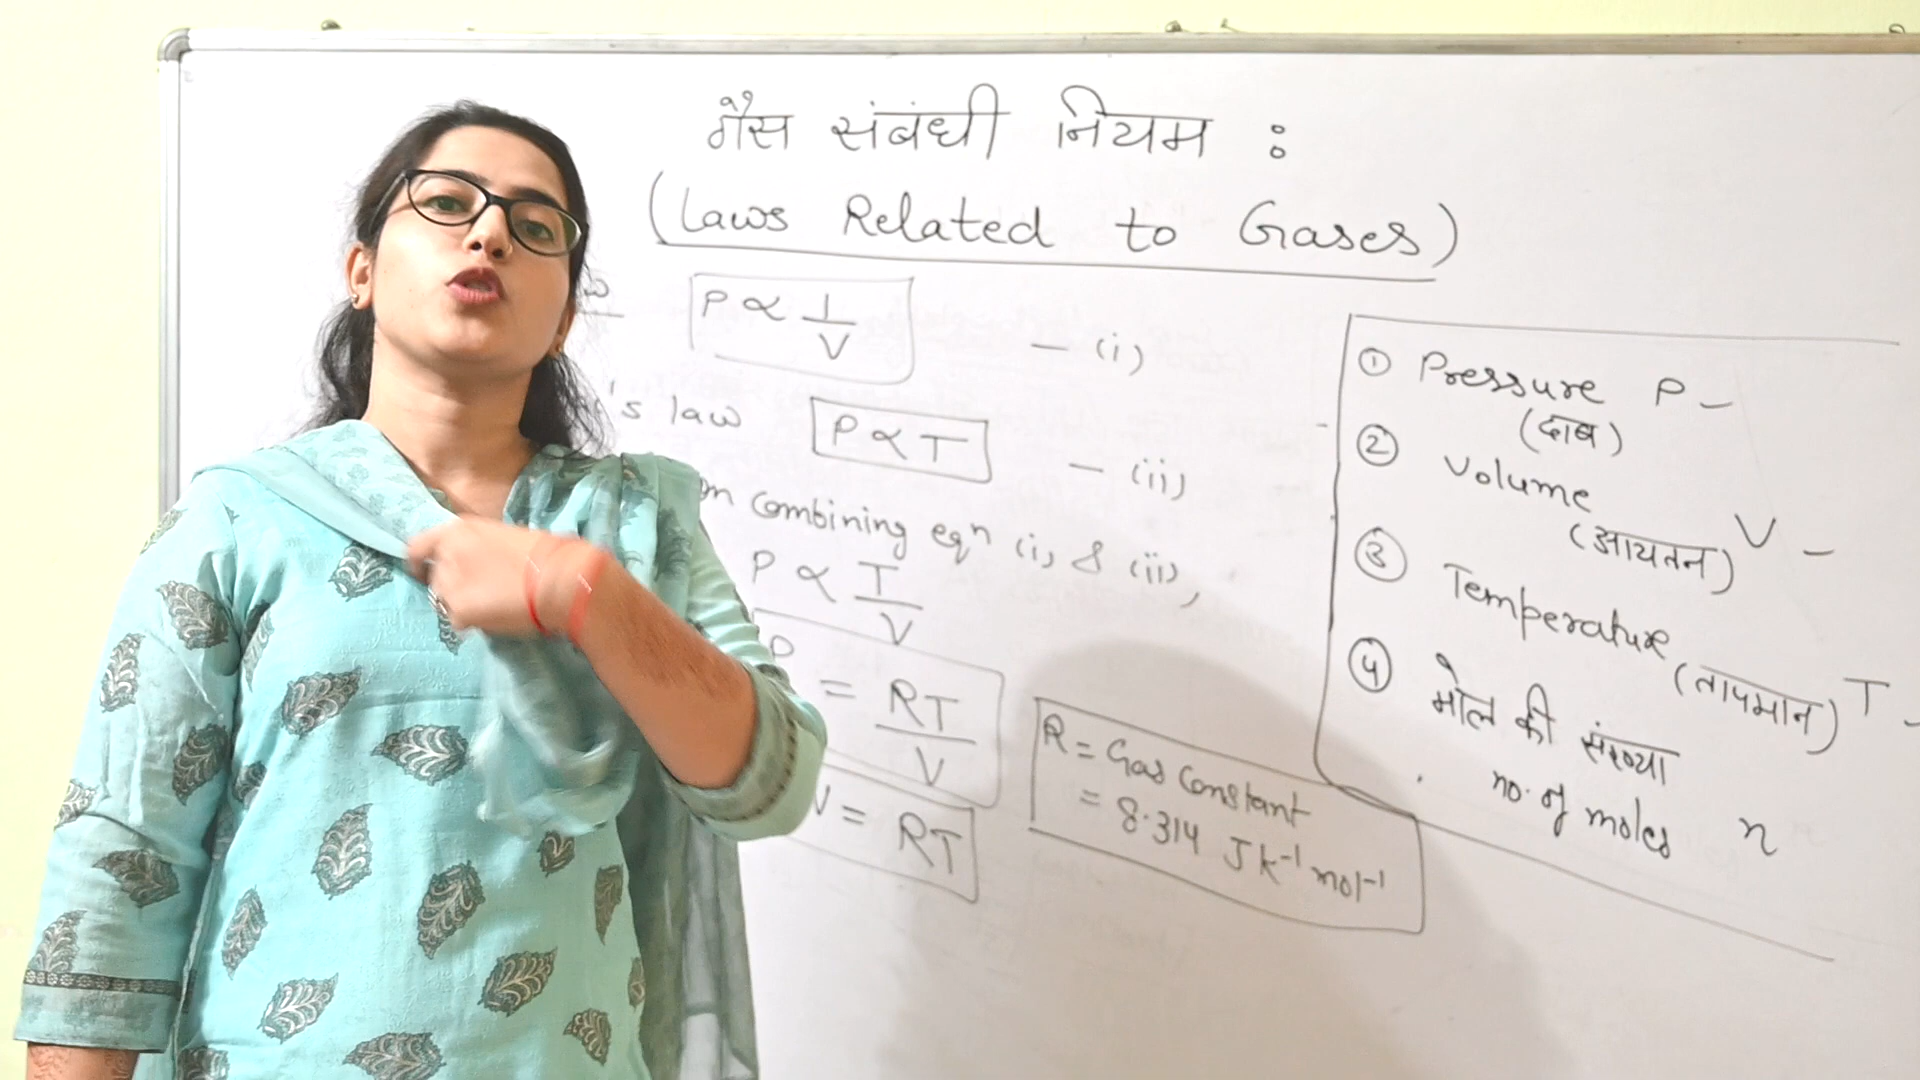 गैस संबंधी नियम :
(Laws Related to Gases)
P ∝ 1/V — (i)
's law P ∝ T — (ii)
on combining eqⁿ (i) & (ii),
P ∝ T/V
P = RT/V
V = RT
R = Gas Constant
= 8.314 J K⁻¹ mol⁻¹
① Pressure P –
(दाब)
② Volume V –
(आयतन)
③ Temperature T –
(तापमान)
④ मोल की संख्या
no. of moles n